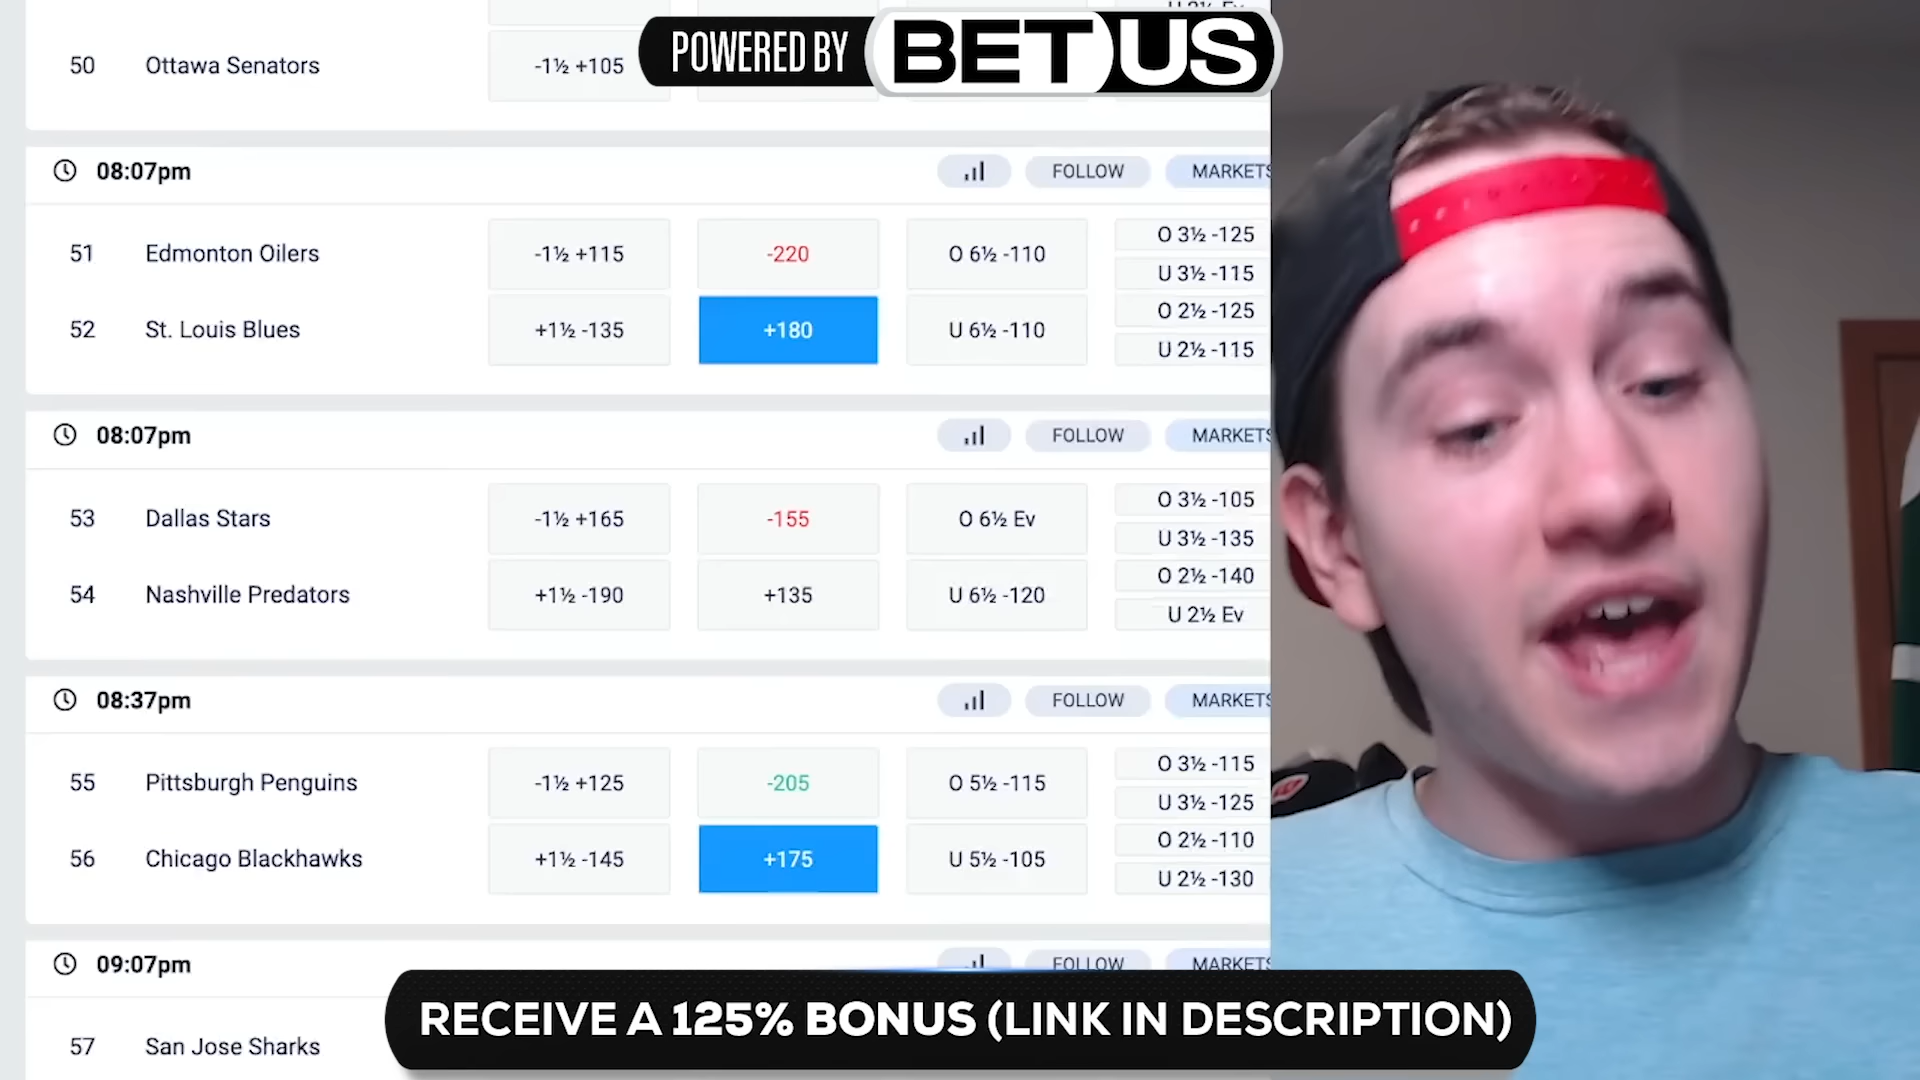 POWERED BY BETUS
50 Ottawa Senators -1½ +105
08:07pm FOLLOW MARKETS
51 Edmonton Oilers -1½ +115 -220 O 6½ -110 O 3½ -125
U 3½ -115
52 St. Louis Blues +1½ -135 +180 U 6½ -110 O 2½ -125
U 2½ -115
08:07pm FOLLOW MARKETS
53 Dallas Stars -1½ +165 -155 O 6½ Ev O 3½ -105
U 3½ -135
54 Nashville Predators +1½ -190 +135 U 6½ -120 O 2½ -140
U 2½ Ev
08:37pm FOLLOW MARKETS
55 Pittsburgh Penguins -1½ +125 -205 O 5½ -115 O 3½ -115
U 3½ -125
56 Chicago Blackhawks +1½ -145 +175 U 5½ -105 O 2½ -110
U 2½ -130
09:07pm FOLLOW MARKETS
57 San Jose Sharks
RECEIVE A 125% BONUS (LINK IN DESCRIPTION)